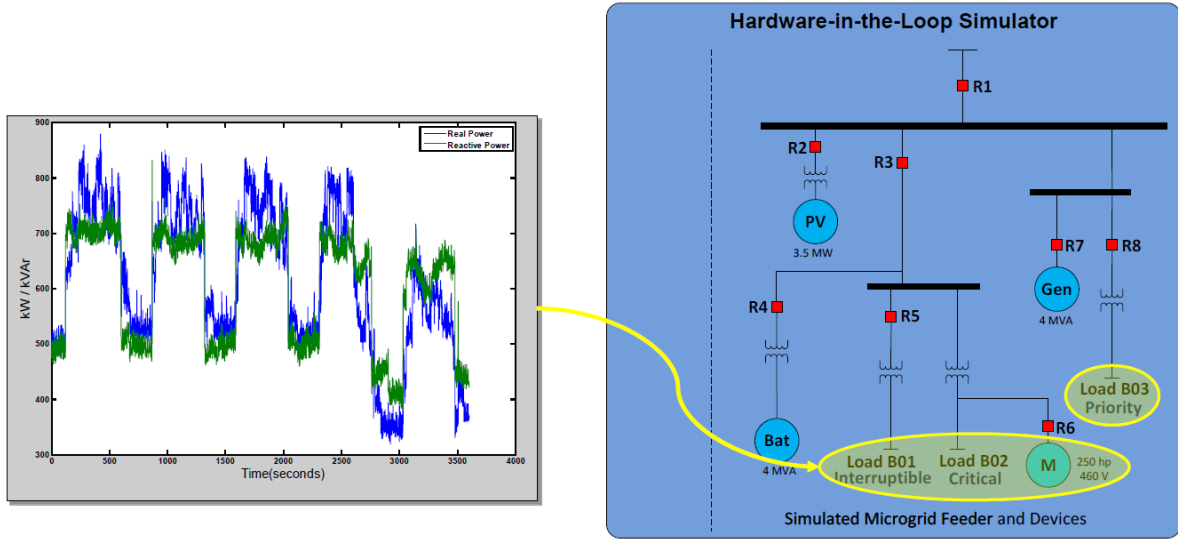 Hardware-in-the-Loop Simulator
900
800
700
600
500
400
300
kW / kVAr
0
500
1000
1500
2000
2500
3000
3500
4000
Time(seconds)
Real Power
Reactive Power
R1
R2
R3
PV
3.5 MW
R7
R8
Gen
4 MVA
R4
R5
Load B03
Priority
R6
Bat
4 MVA
Load B01
Interruptible
Load B02
Critical
M
250 hp
460 V
Simulated Microgrid Feeder and Devices